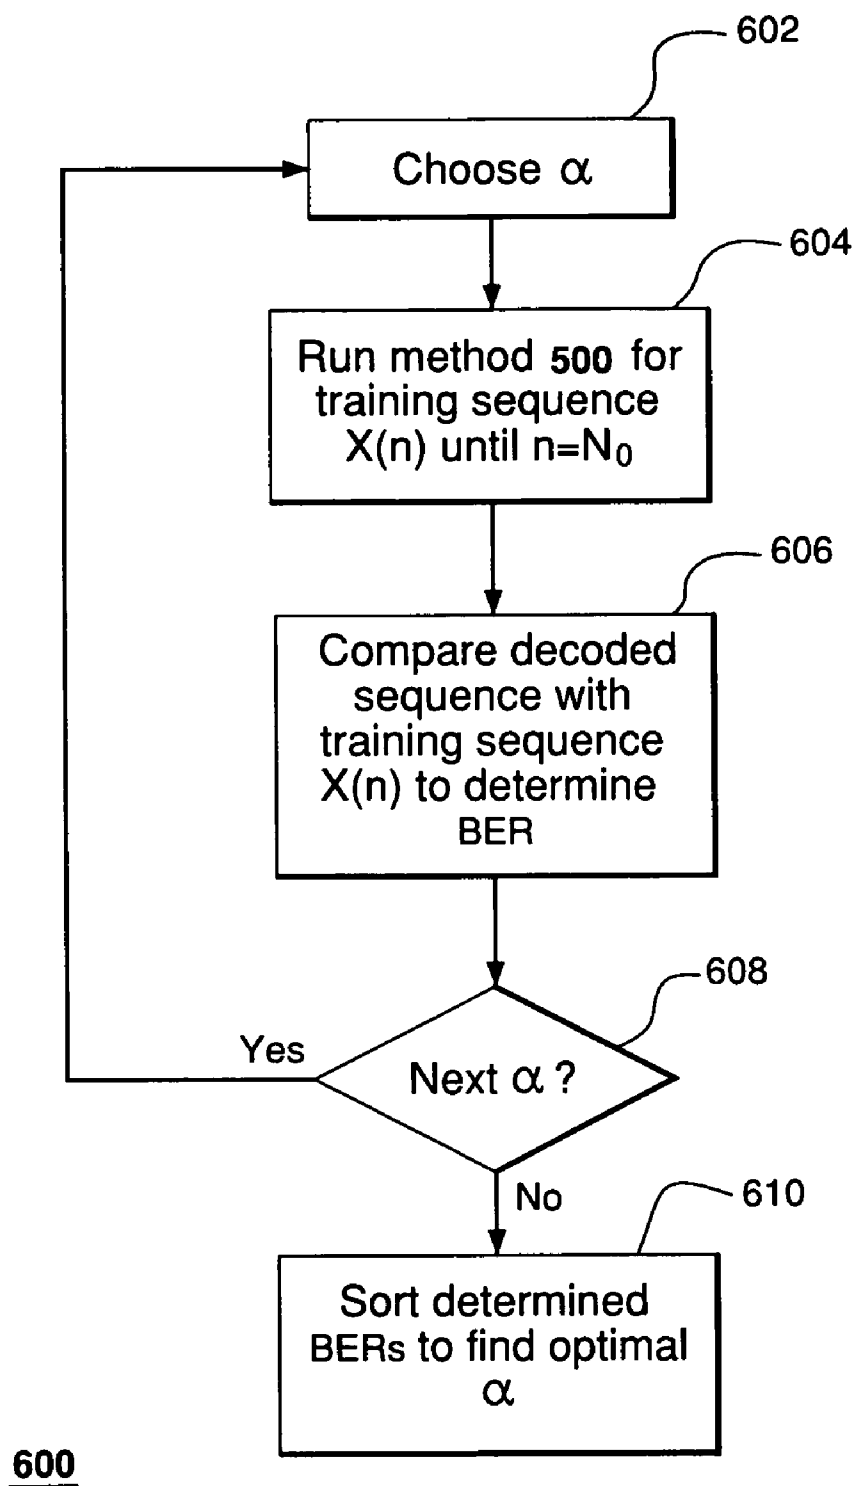 602
Choose α
604
Run method 500 for
training sequence
X(n) until n=N₀
606
Compare decoded
sequence with
training sequence
X(n) to determine
BER
608
Yes
Next α ?
No
610
Sort determined
BERs to find optimal
α
600